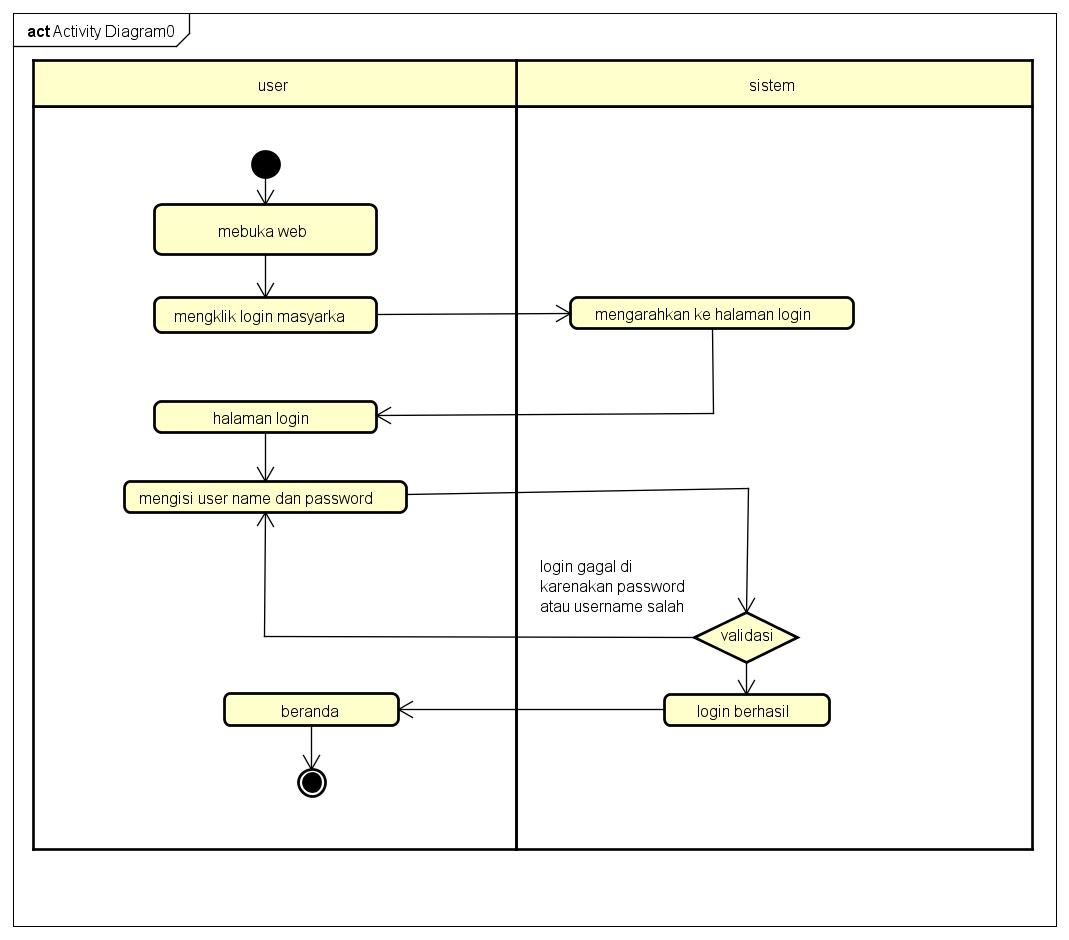 act Activity Diagram0
user
sistem
mebuka web
mengklik login masyarka
mengarahkan ke halaman login
halaman login
mengisi user name dan password
login gagal di
karenakan password
atau username salah
validasi
beranda
login berhasil